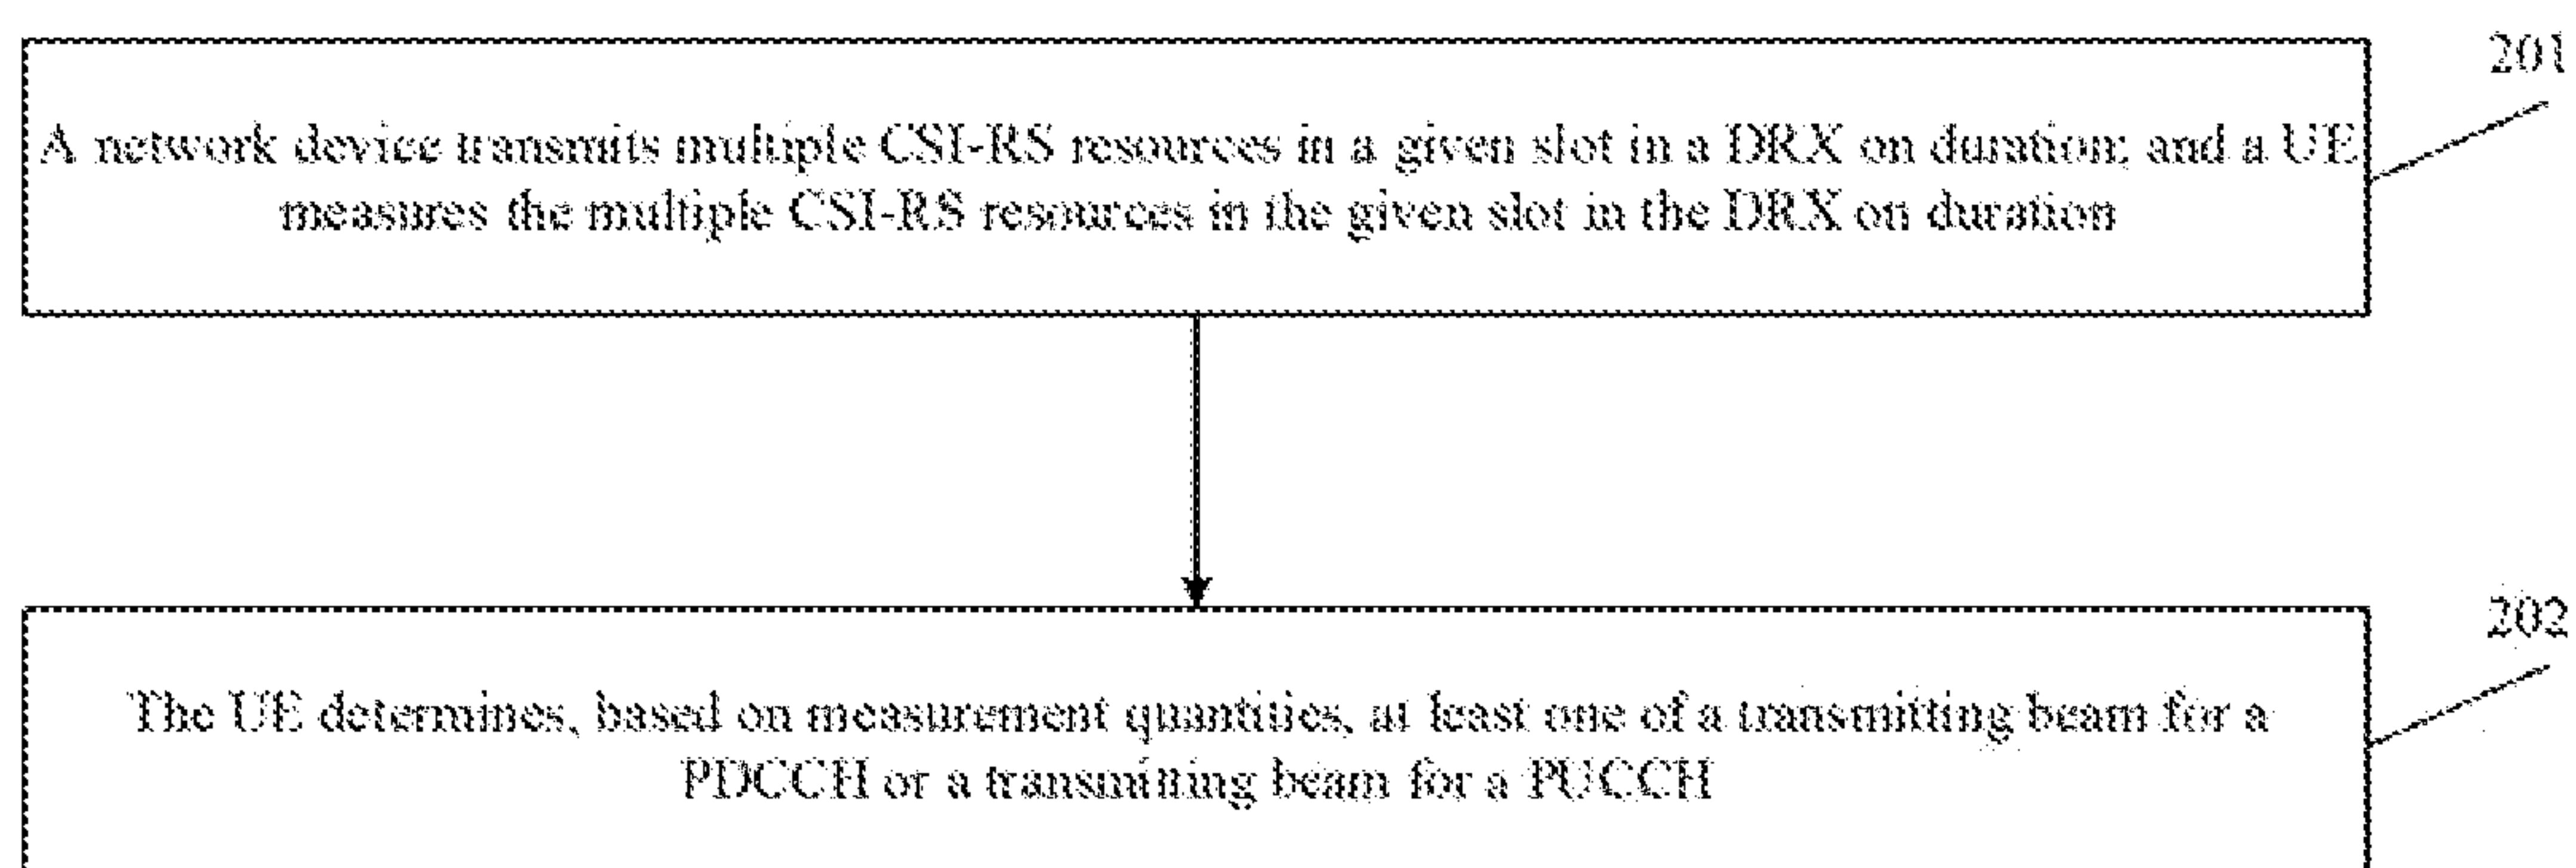 201
A network device transmits multiple CSI-RS resources in a given slot in a DRX on duration; and a UE
measures the multiple CSI-RS resources in the given slot in the DRX on duration
202
The UE determines, based on measurement quantities, at least one of a transmitting beam for a
PDCCH or a transmitting beam for a PUCCH